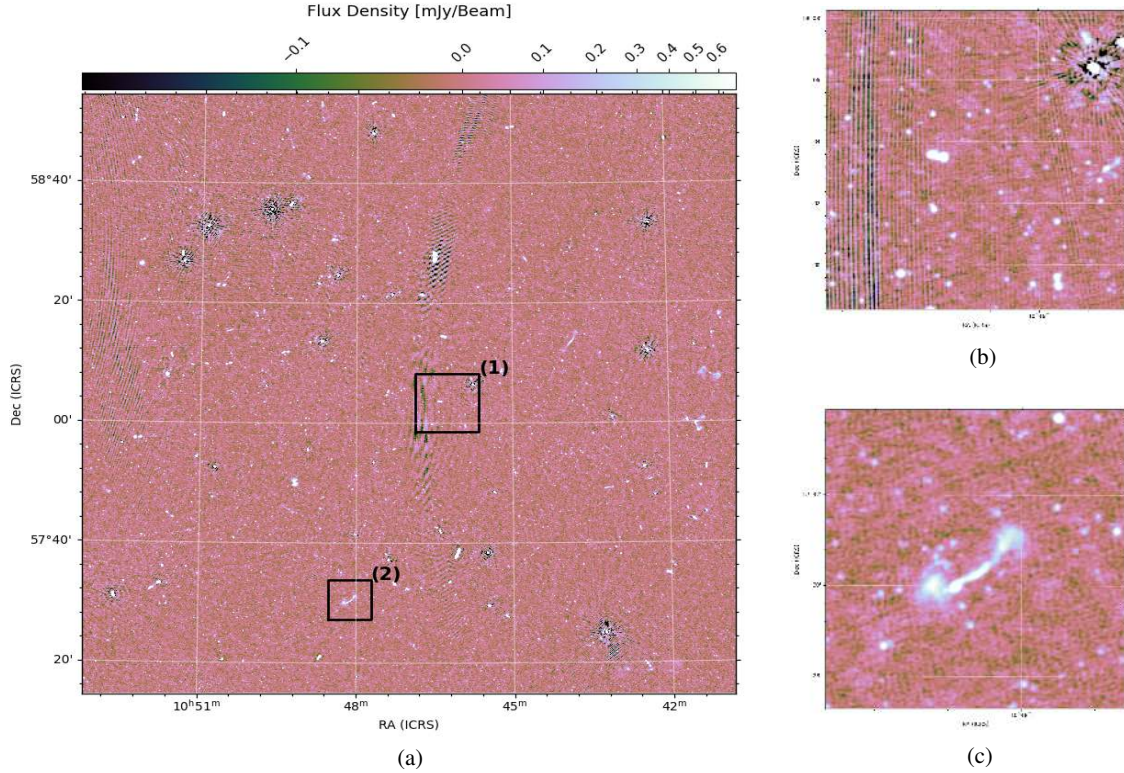 Flux Density [mJy/Beam]
−0.1
0.0
0.1
0.2
0.3
0.4
0.5
0.6
58°40'
20'
00'
57°40'
20'
Dec (ICRS)
(1)
(2)
10ʰ51ᵐ
48ᵐ
45ᵐ
42ᵐ
RA (ICRS)
(a)
(b)
(c)